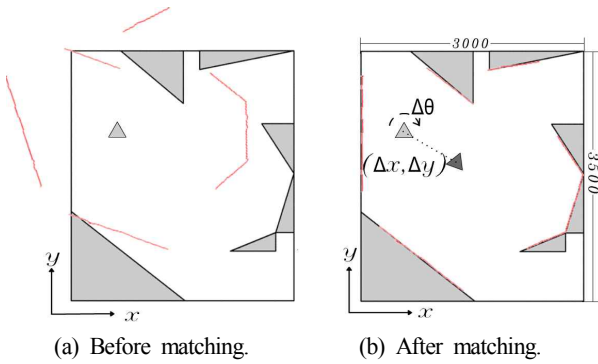 3000
Δθ
(Δx, Δy)
3500
y
x
y
x
(a) Before matching.
(b) After matching.